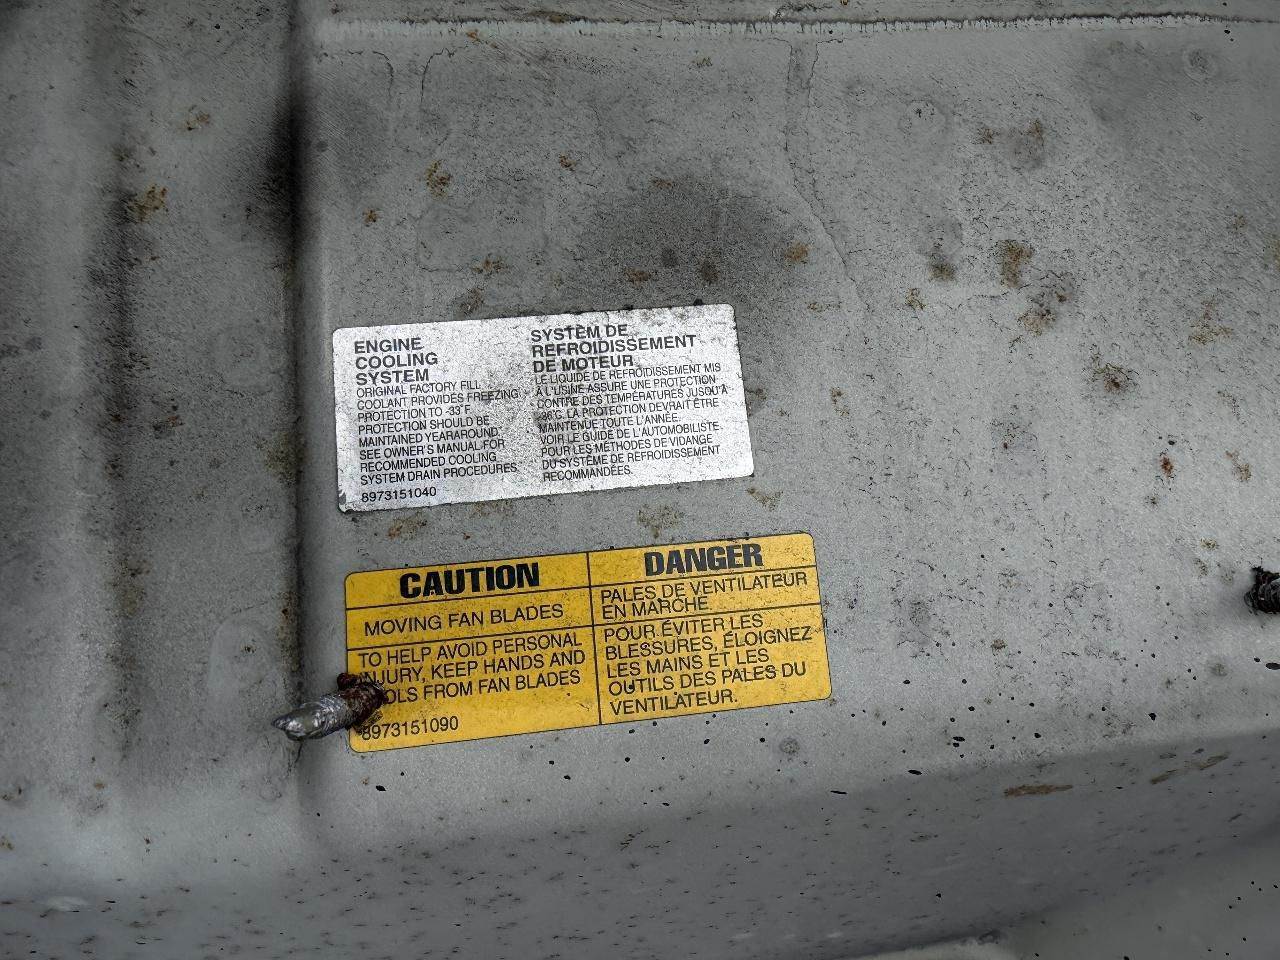 ENGINE
COOLING
SYSTEM
ORIGINAL FACTORY FILL
COOLANT PROVIDES FREEZING
PROTECTION TO -33°F.
PROTECTION SHOULD BE
MAINTAINED YEARAROUND.
SEE OWNER'S MANUAL FOR
RECOMMENDED COOLING
SYSTEM DRAIN PROCEDURES.
8973151040
SYSTÈM DE
REFROIDISSEMENT
DE MOTEUR
LE LIQUIDE DE REFROIDISSEMENT MIS
À L'USINE ASSURE UNE PROTECTION
CONTRE DES TEMPÉRATURES JUSQU'À
-36°C. LA PROTECTION DEVRAIT ÊTRE
MAINTENUE TOUTE L'ANNÉE.
VOIR LE GUIDE DE L'AUTOMOBILISTE.
POUR LES MÉTHODES DE VIDANGE
DU SYSTÈME DE REFROIDISSEMENT
RECOMMANDÉES.
CAUTION
MOVING FAN BLADES
TO HELP AVOID PERSONAL
INJURY, KEEP HANDS AND
OLS FROM FAN BLADES
8973151090
DANGER
PALES DE VENTILATEUR
EN MARCHE
POUR ÉVITER LES
BLESSURES, ÉLOIGNEZ
LES MAINS ET LES
OUTILS DES PALES DU
VENTILATEUR.